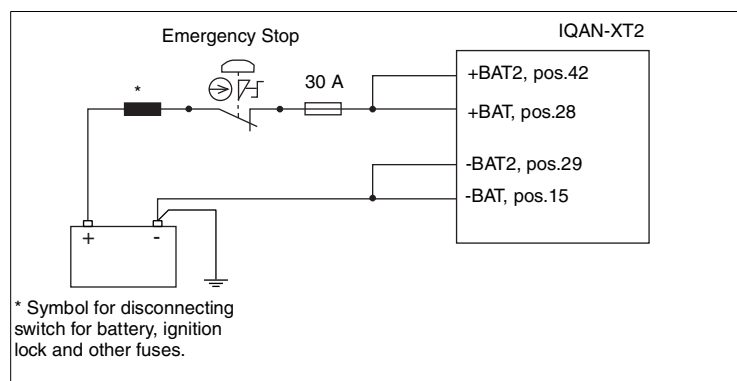 IQAN-XT2
Emergency Stop
*
30 A
+BAT2, pos.42
+BAT, pos.28
-BAT2, pos.29
-BAT, pos.15
+ -
* Symbol for disconnecting
switch for battery, ignition
lock and other fuses.